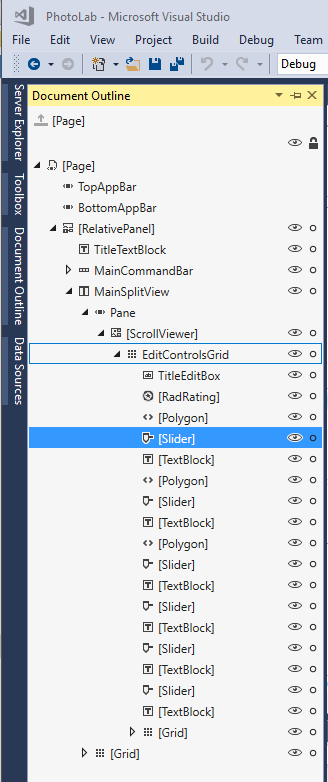 PhotoLab - Microsoft Visual Studio
File Edit View Project Build Debug Team
Debug
Server Explorer
Toolbox
Document Outline
Data Sources
Document Outline
[Page]
[Page]
TopAppBar
BottomAppBar
[RelativePanel]
TitleTextBlock
MainCommandBar
MainSplitView
Pane
[ScrollViewer]
EditControlsGrid
TitleEditBox
[RadRating]
[Polygon]
[Slider]
[TextBlock]
[Polygon]
[Slider]
[TextBlock]
[Polygon]
[Slider]
[TextBlock]
[Slider]
[TextBlock]
[Slider]
[TextBlock]
[Slider]
[TextBlock]
[Grid]
[Grid]